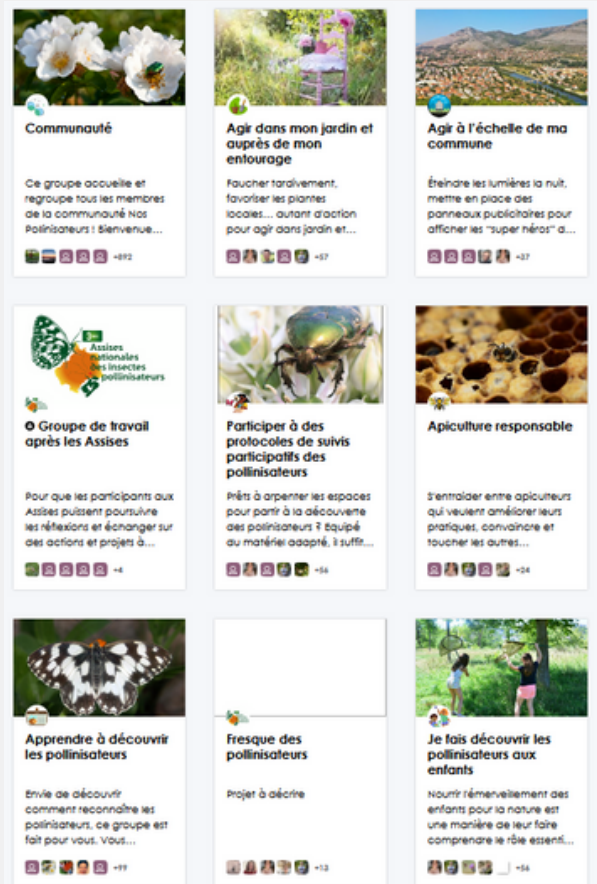 Communauté
Ce groupe accueille et
regroupe tous les membres
de la communauté Nos
Pollinisateurs ! Bienvenue...
+892
Agir dans mon jardin et
auprès de mon
entourage
Faucher tardivement,
favoriser les plantes
locales... autant d'action
pour agir dans jardin et...
+57
Agir à l'échelle de ma
commune
Éteindre les lumières la nuit,
mettre en place des
panneaux publicitaires pour
afficher les "super héros" d...
+37
Assises
nationales
des insectes
pollinisateurs
Groupe de travail
après les Assises
Pour que les participants aux
Assises puissent poursuivre
les réflexions et échanger sur
des actions et projets à...
+4
Participer à des
protocoles de suivis
participatifs des
pollinisateurs
Prêts à arpenter les espaces
pour partir à la découverte
des pollinisateurs ? Equipé
du matériel adapté, il suffit....
+56
Apiculture responsable
S'entraider entre apiculteurs
qui veulent améliorer leurs
pratiques, convaincre et
toucher les autres...
+24
Apprendre à découvrir
les pollinisateurs
Envie de découvrir
comment reconnaître les
pollinisateurs, ce groupe est
fait pour vous. Vous...
+99
Fresque des
pollinisateurs
Projet à décrire
+13
Je fais découvrir les
pollinisateurs aux
enfants
Nourrir l'émerveillement des
enfants pour la nature est
une manière de leur faire
comprendre le rôle essenti...
+56